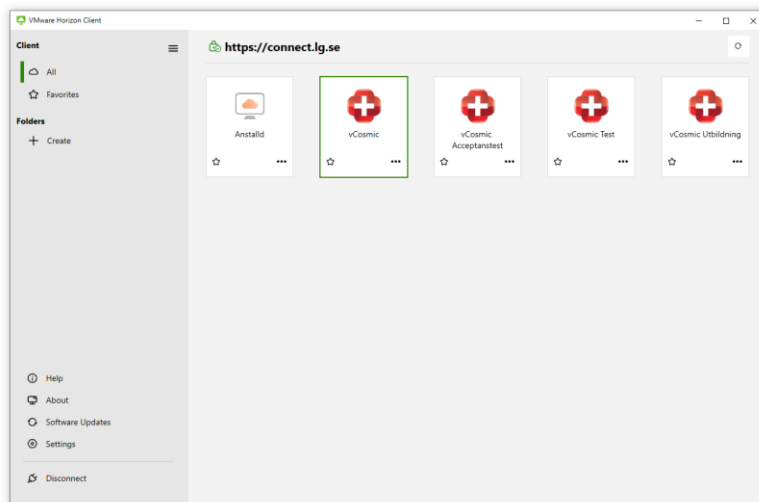 VMware Horizon Client
Client
All
Favorites
Folders
Create
Help
About
Software Updates
Settings
Disconnect
https://connect.lg.se
Anställd
vCosmic
vCosmic
Acceptanstest
vCosmic Test
vCosmic Utbildning